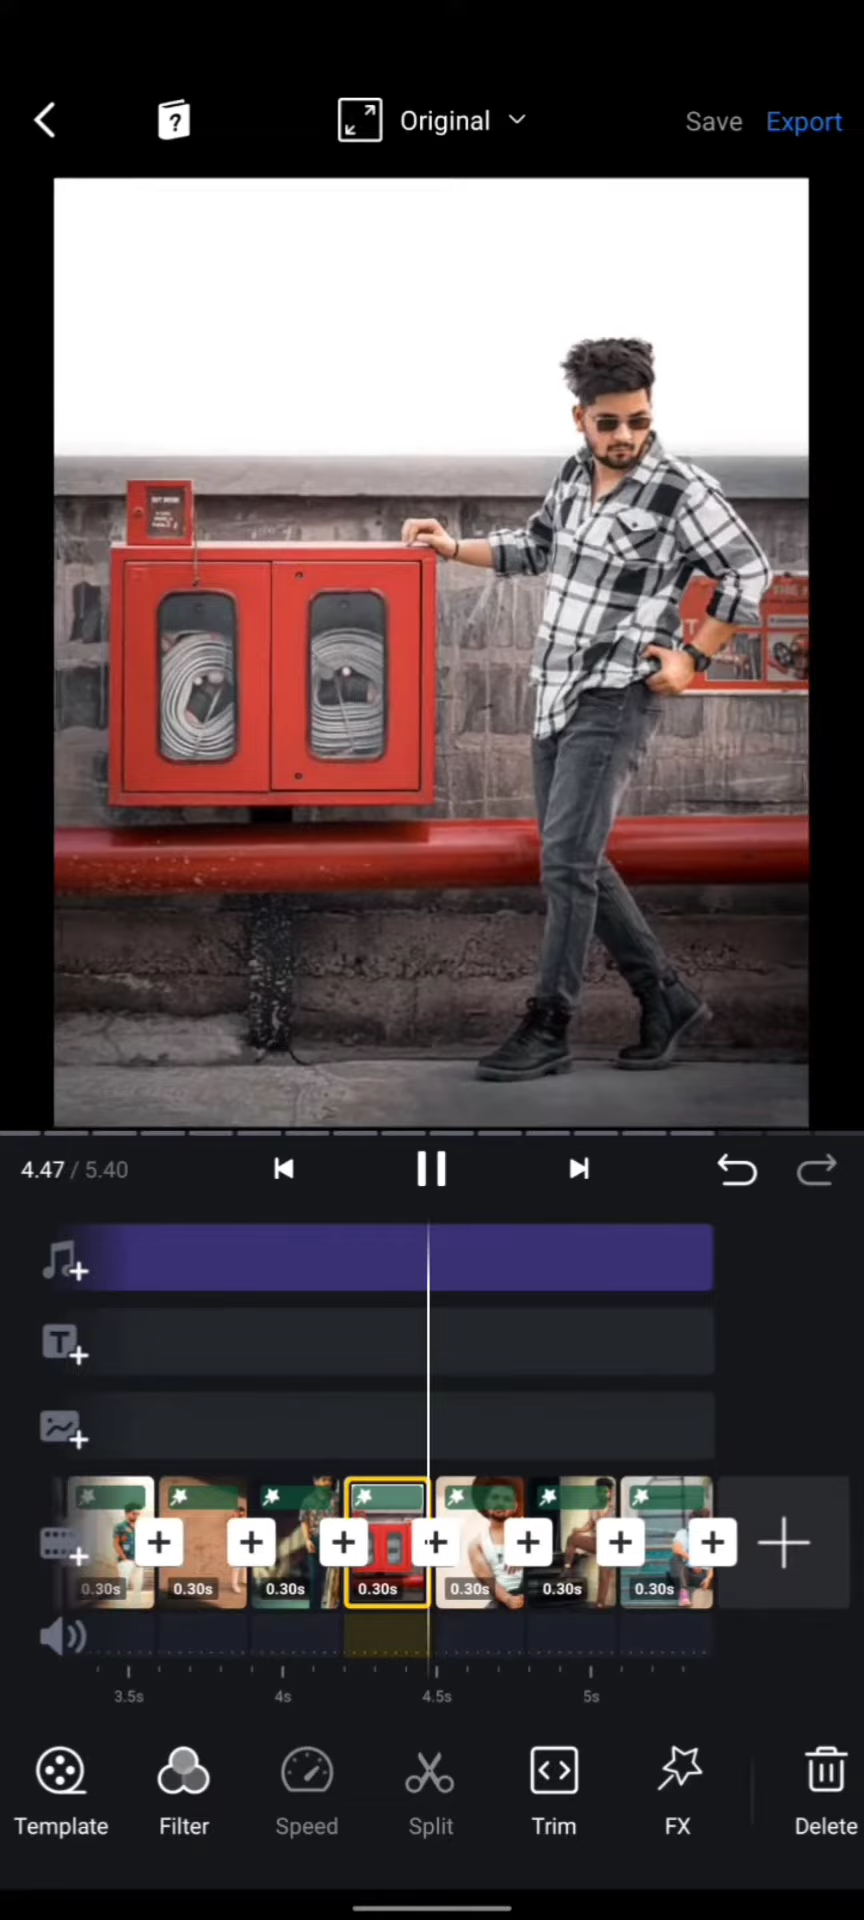 Original
Save
Export
4.47 / 5.40
T
0.30s
0.30s
0.30s
0.30s
0.30s
0.30s
0.30s
3.5s
4s
4.5s
5s
Template
Filter
Speed
Split
Trim
FX
Delete